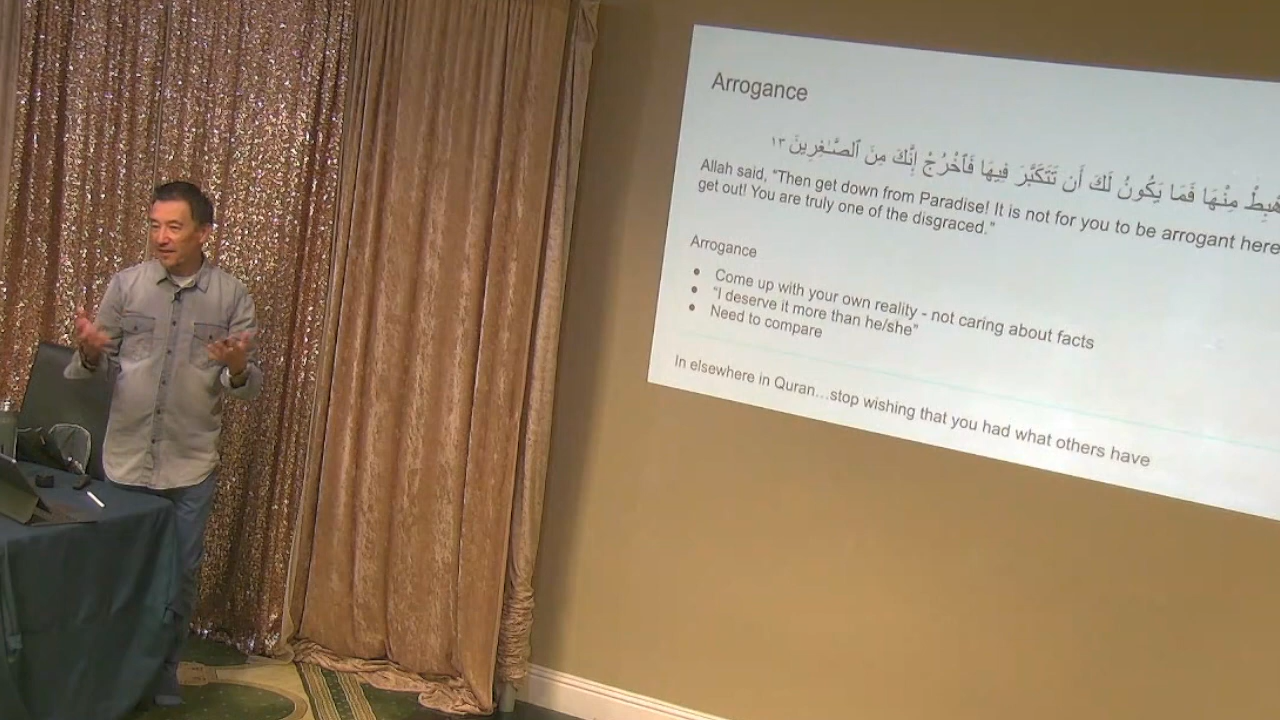 Arrogance
هْبِطْ مِنْهَا فَمَا يَكُونُ لَكَ أَن تَتَكَبَّرَ فِيهَا فَٱخْرُجْ إِنَّكَ مِنَ ٱلصَّـٰغِرِينَ ١٣
Allah said, "Then get down from Paradise! It is not for you to be arrogant here
get out! You are truly one of the disgraced."
Arrogance
● Come up with your own reality - not caring about facts
● "I deserve it more than he/she"
● Need to compare
In elsewhere in Quran…stop wishing that you had what others have